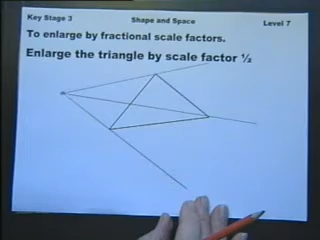 Key Stage 3 Shape and Space Level 7
To enlarge by fractional scale factors.
Enlarge the triangle by scale factor ½